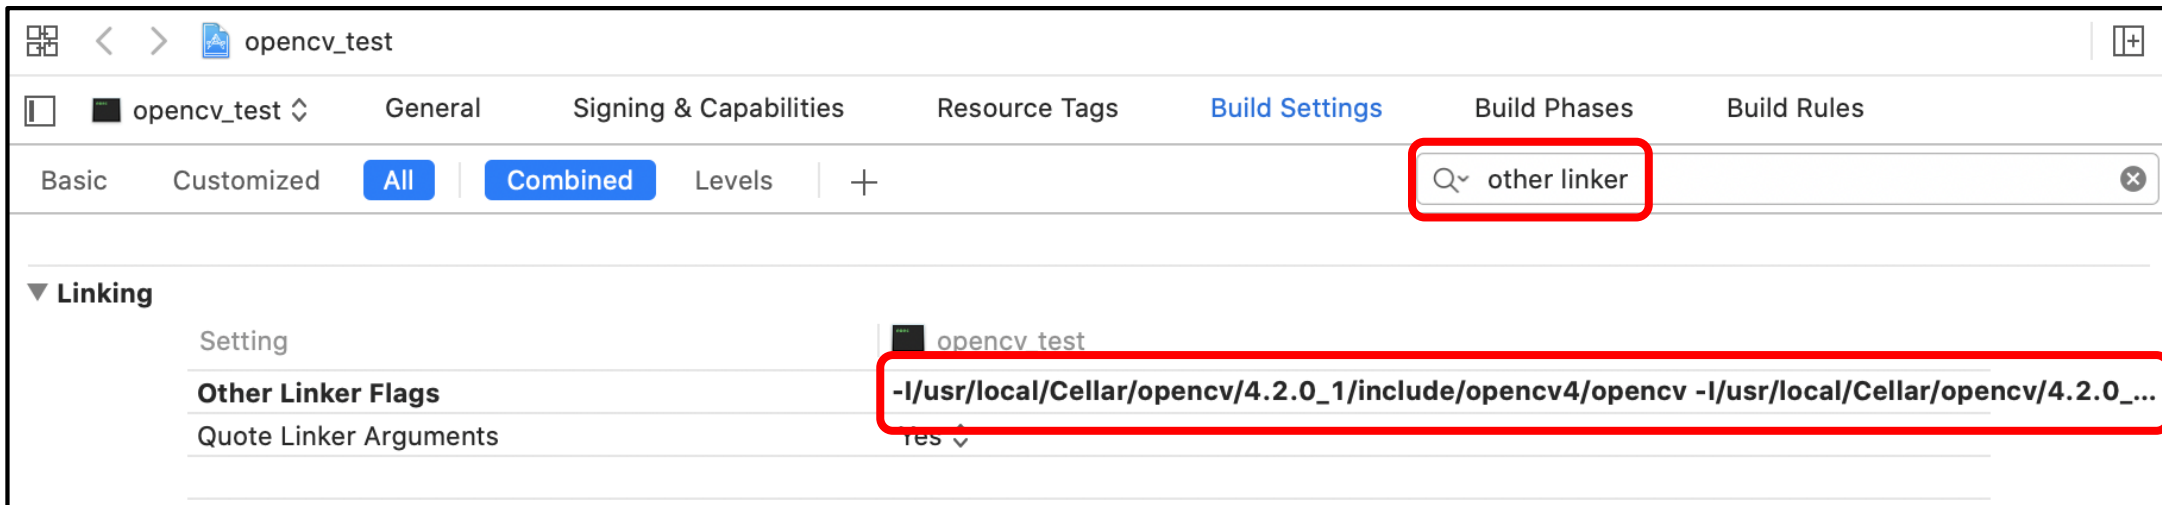 opencv_test
opencv_test General Signing & Capabilities Resource Tags Build Settings Build Phases Build Rules
Basic Customized All Combined Levels + other linker
Linking
Setting opencv_test
Other Linker Flags -I/usr/local/Cellar/opencv/4.2.0_1/include/opencv4/opencv -I/usr/local/Cellar/opencv/4.2.0_...
Quote Linker Arguments Yes